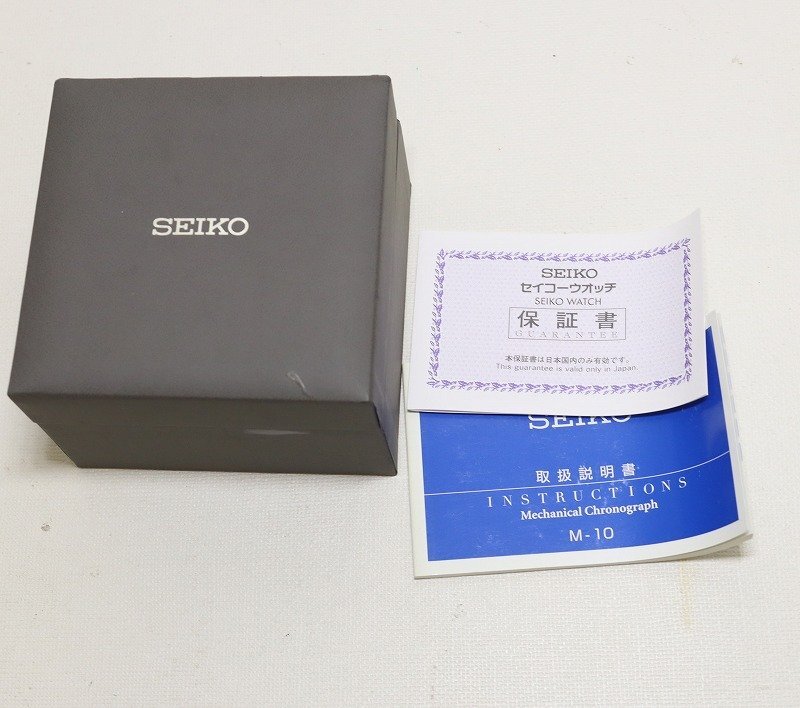 SEIKO
SEIKO
セイコーウオッチ
SEIKO WATCH
保証書
GUARANTEE
本保証書は日本国内のみ有効です。
This guarantee is valid only in Japan.
SEIKO
取扱説明書
INSTRUCTIONS
Mechanical Chronograph
M-10